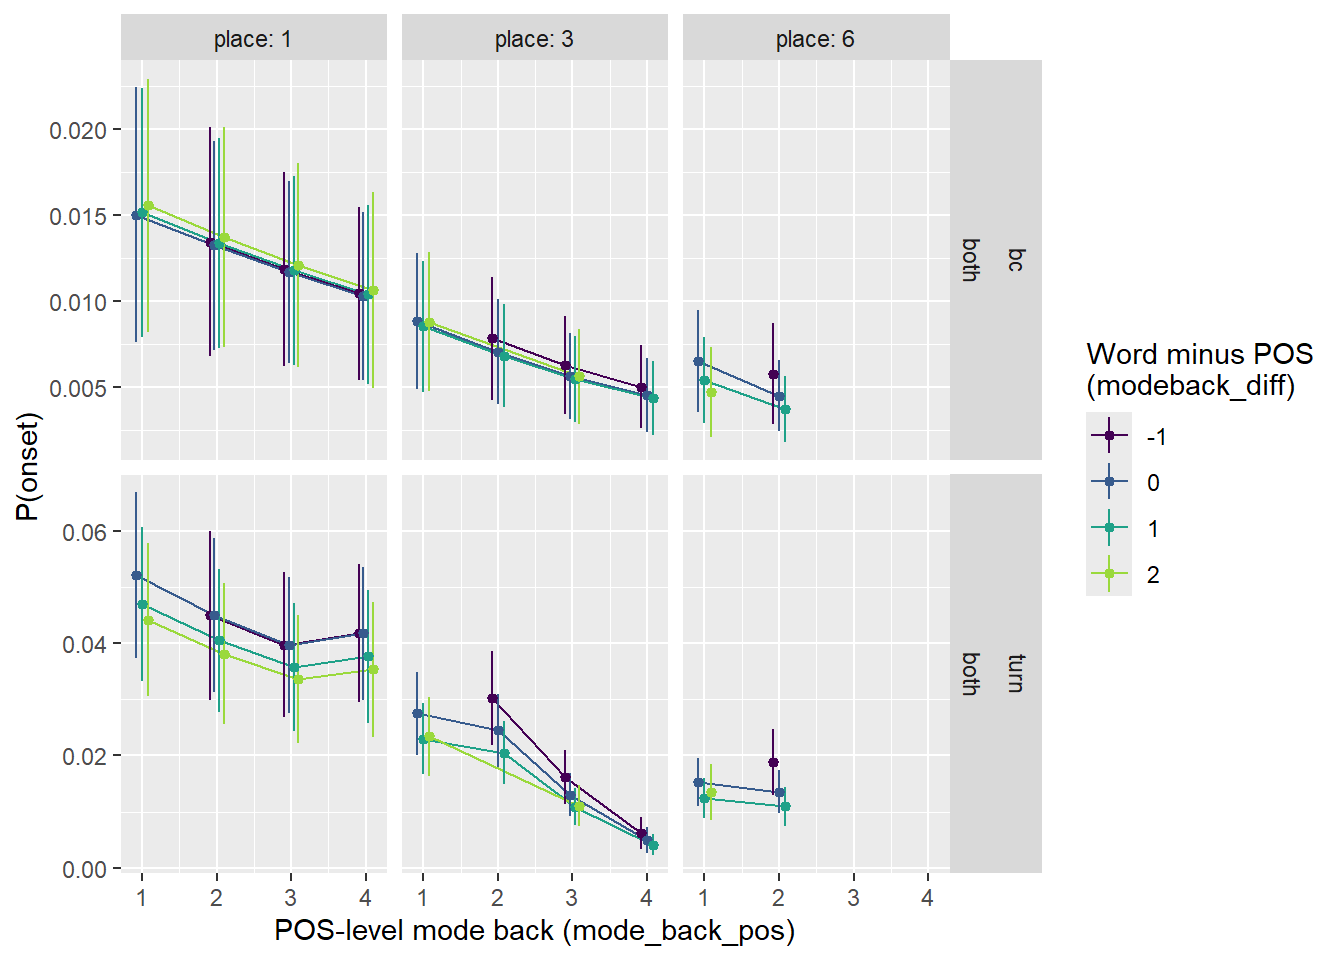 place: 1
place: 3
place: 6
0.020
0.015
0.010
0.005
both
bc
0.06
0.04
0.02
0.00
both
turn
1 2 3 4
1 2 3 4
1 2 3 4
P(onset)
POS-level mode back (mode_back_pos)
Word minus POS
(modeback_diff)
-1
0
1
2